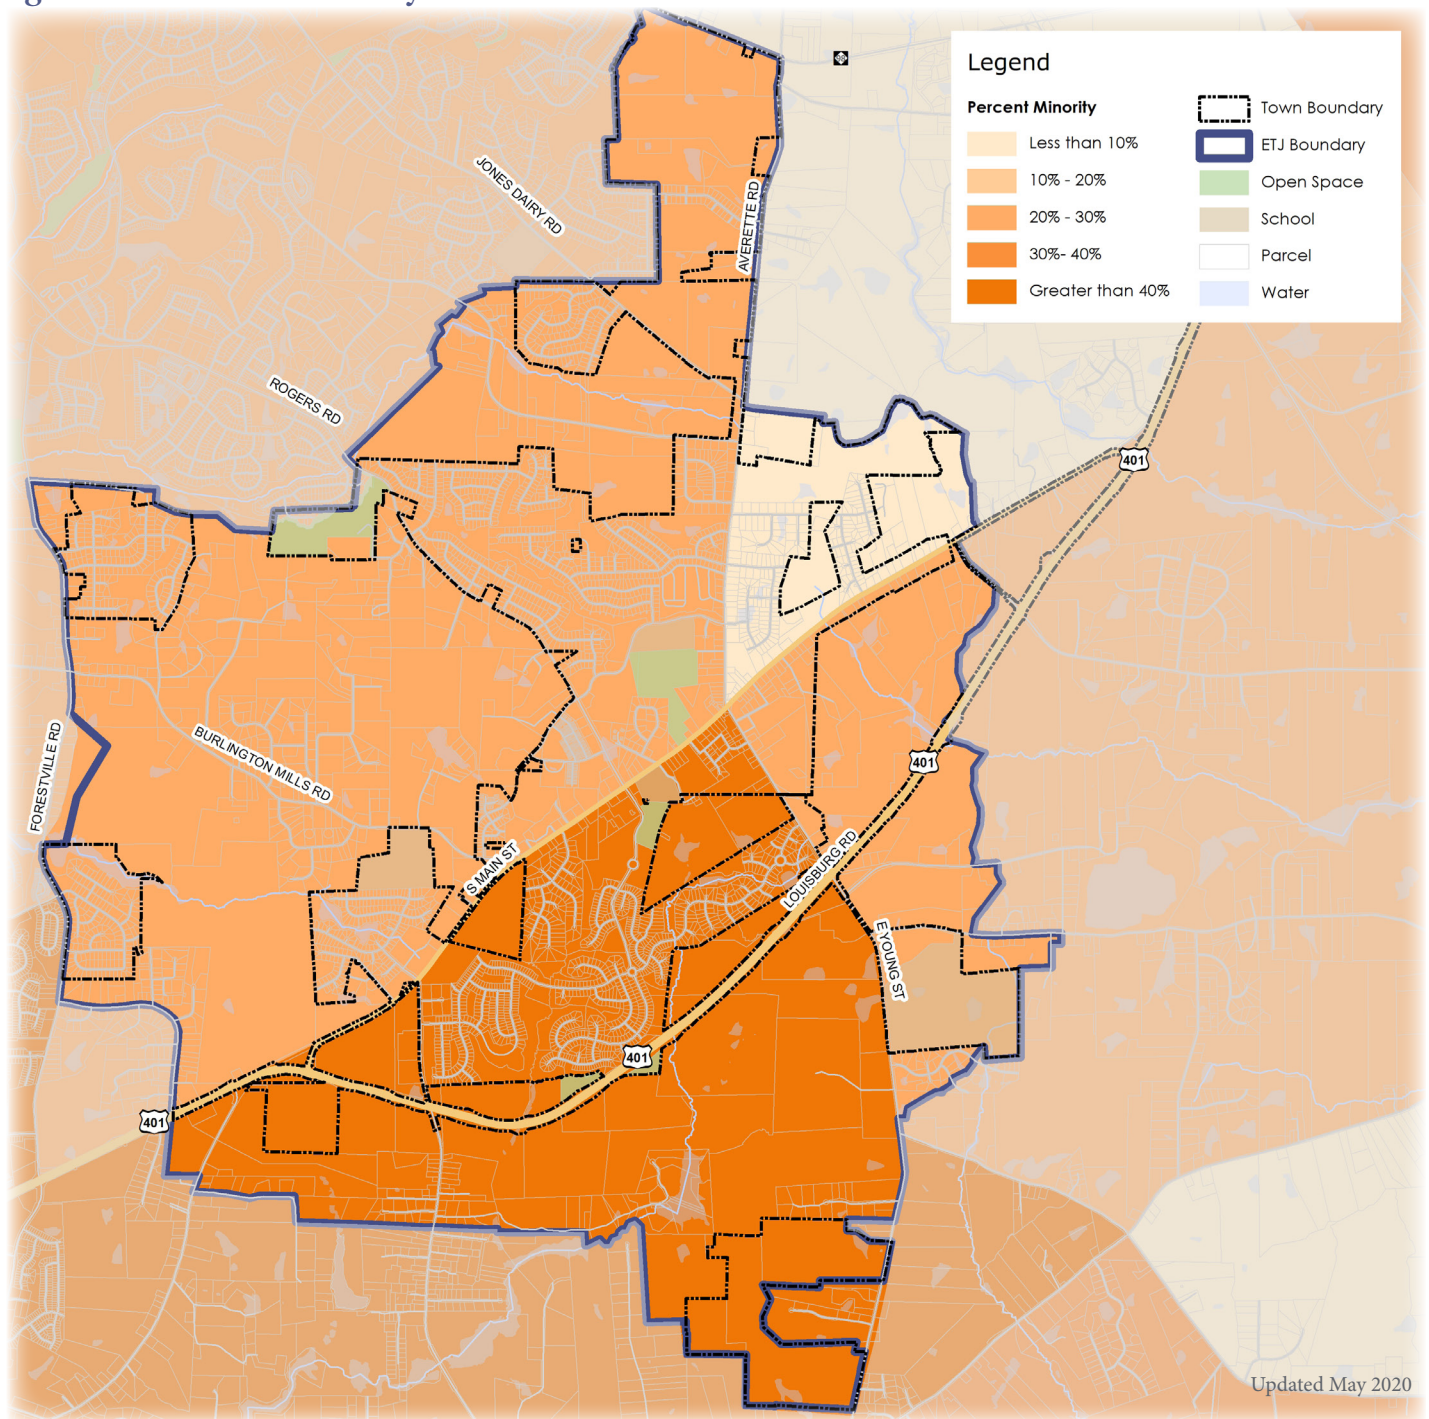 Legend
Percent Minority
Less than 10%
10% - 20%
20% - 30%
30%- 40%
Greater than 40%
Town Boundary
ETJ Boundary
Open Space
School
Parcel
Water
JONES DAIRY RD
AVERETTE RD
ROGERS RD
401
BURLINGTON MILLS RD
FORESTVILLE RD
401
S MAIN ST
LOUISBURG RD
E YOUNG ST
401
401
Updated May 2020